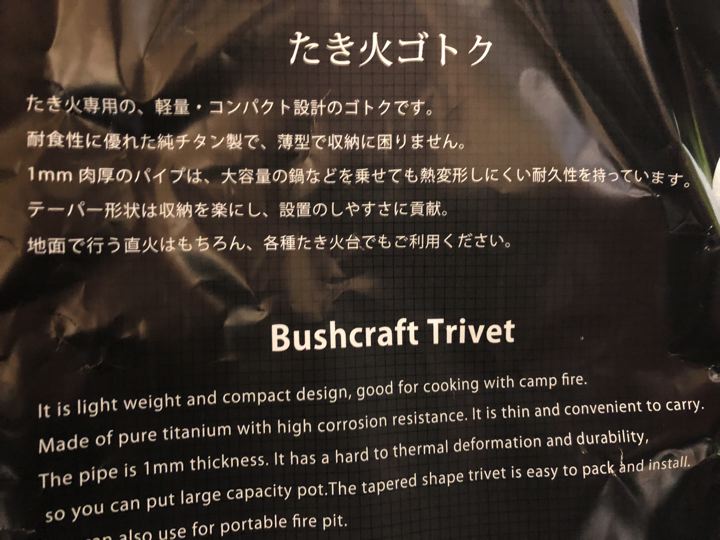 たき火ゴトク
たき火専用の、軽量・コンパクト設計のゴトクです。
耐食性に優れた純チタン製で、薄型で収納に困りません。
1mm 肉厚のパイプは、大容量の鍋などを乗せても熱変形しにくい耐久性を持っています。
テーパー形状は収納を楽にし、設置のしやすさに貢献。
地面で行う直火はもちろん、各種たき火台でもご利用ください。
Bushcraft Trivet
It is light weight and compact design, good for cooking with camp fire.
Made of pure titanium with high corrosion resistance. It is thin and convenient to carry.
The pipe is 1mm thickness. It has a hard to thermal deformation and durability,
so you can put large capacity pot.The tapered shape trivet is easy to pack and install.
also use for portable fire pit.